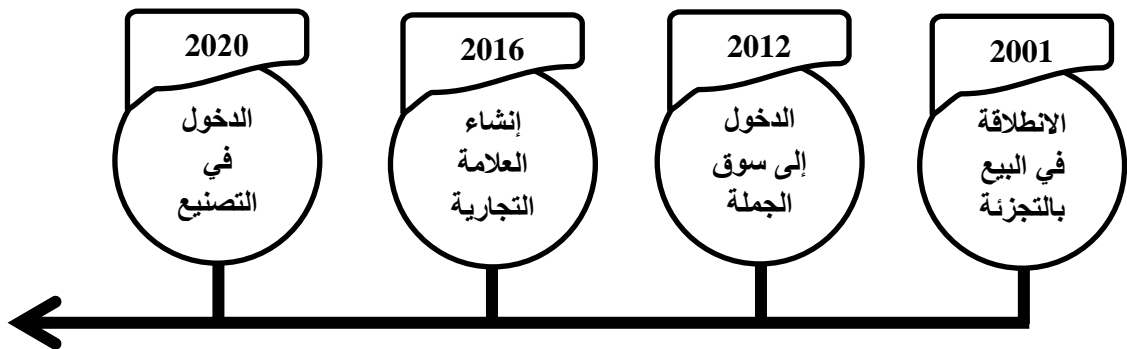 2001
الانطلاقة
في البيع
بالتجزئة
2012
الدخول
إلى سوق
الجملة
2016
إنشاء
العلامة
التجارية
2020
الدخول
في
التصنيع